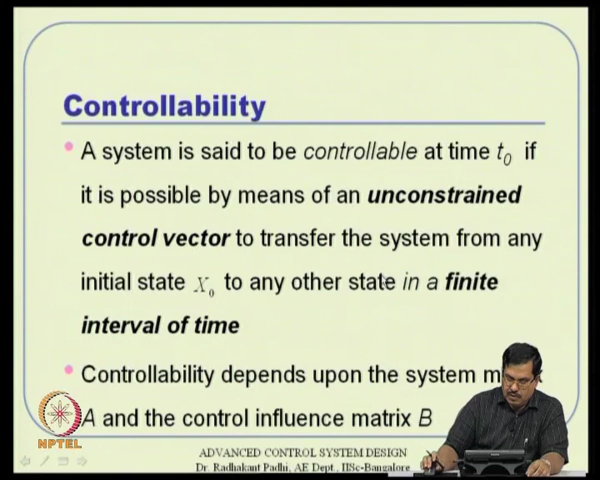 Controllability
A system is said to be controllable at time t₀ if
it is possible by means of an unconstrained
control vector to transfer the system from any
initial state X₀ to any other state in a finite
interval of time
Controllability depends upon the system m
A and the control influence matrix B
NPTEL
ADVANCED CONTROL SYSTEM DESIGN
Dr. Radhakant Padhi, AE Dept., IISc-Bangalore